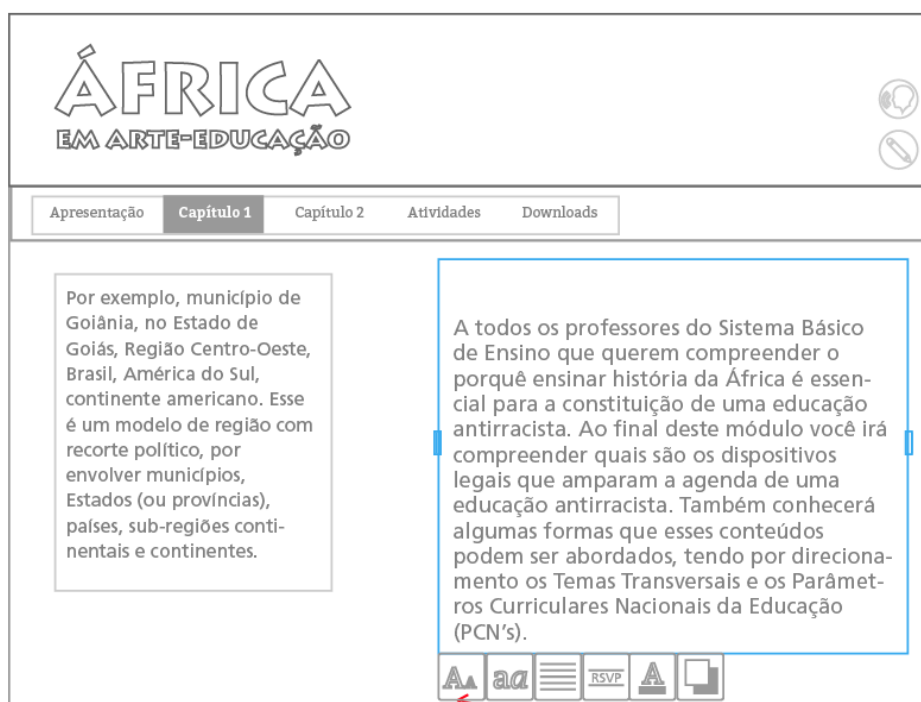 ÁFRICA
EM ARTE-EDUCAÇÃO
Apresentação Capítulo 1 Capítulo 2 Atividades Downloads
Por exemplo, município de
Goiânia, no Estado de
Goiás, Região Centro-Oeste,
Brasil, América do Sul,
continente americano. Esse
é um modelo de região com
recorte político, por
envolver municípios,
Estados (ou províncias),
países, sub-regiões conti-
nentais e continentes.
A todos os professores do Sistema Básico
de Ensino que querem compreender o
porquê ensinar história da África é essen-
cial para a constituição de uma educação
antirracista. Ao final deste módulo você irá
compreender quais são os dispositivos
legais que amparam a agenda de uma
educação antirracista. Também conhecerá
algumas formas que esses conteúdos
podem ser abordados, tendo por direciona-
mento os Temas Transversais e os Parâmet-
ros Curriculares Nacionais da Educação
(PCN's).
AA aa RSVP A